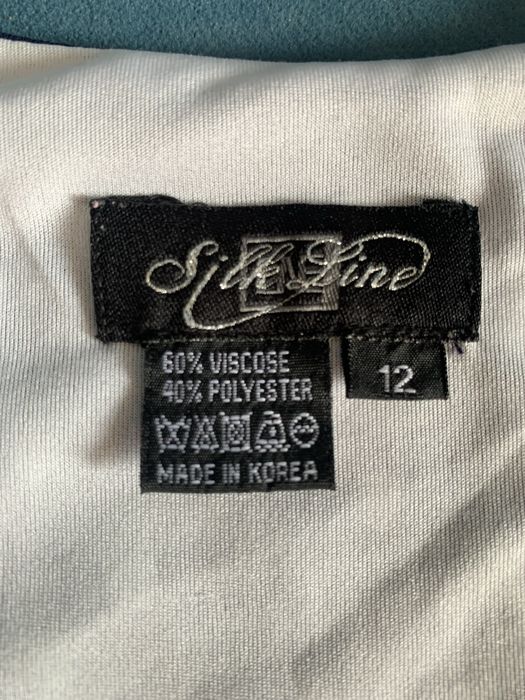 Silk Line
60% VISCOSE
40% POLYESTER
12
MADE IN KOREA